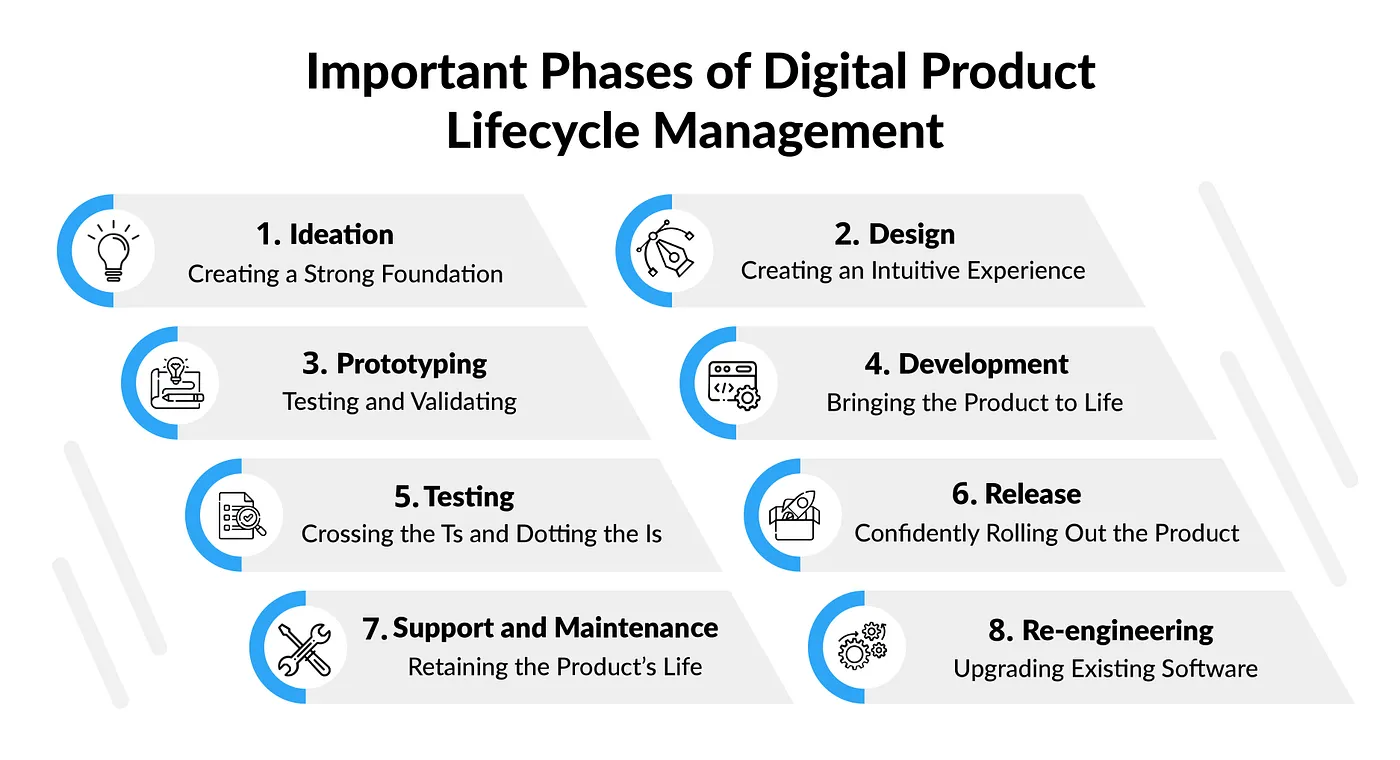 Important Phases of Digital Product
Lifecycle Management
1. Ideation
Creating a Strong Foundation
2. Design
Creating an Intuitive Experience
3. Prototyping
Testing and Validating
4. Development
Bringing the Product to Life
5. Testing
Crossing the Ts and Dotting the Is
6. Release
Confidently Rolling Out the Product
7. Support and Maintenance
Retaining the Product's Life
8. Re-engineering
Upgrading Existing Software